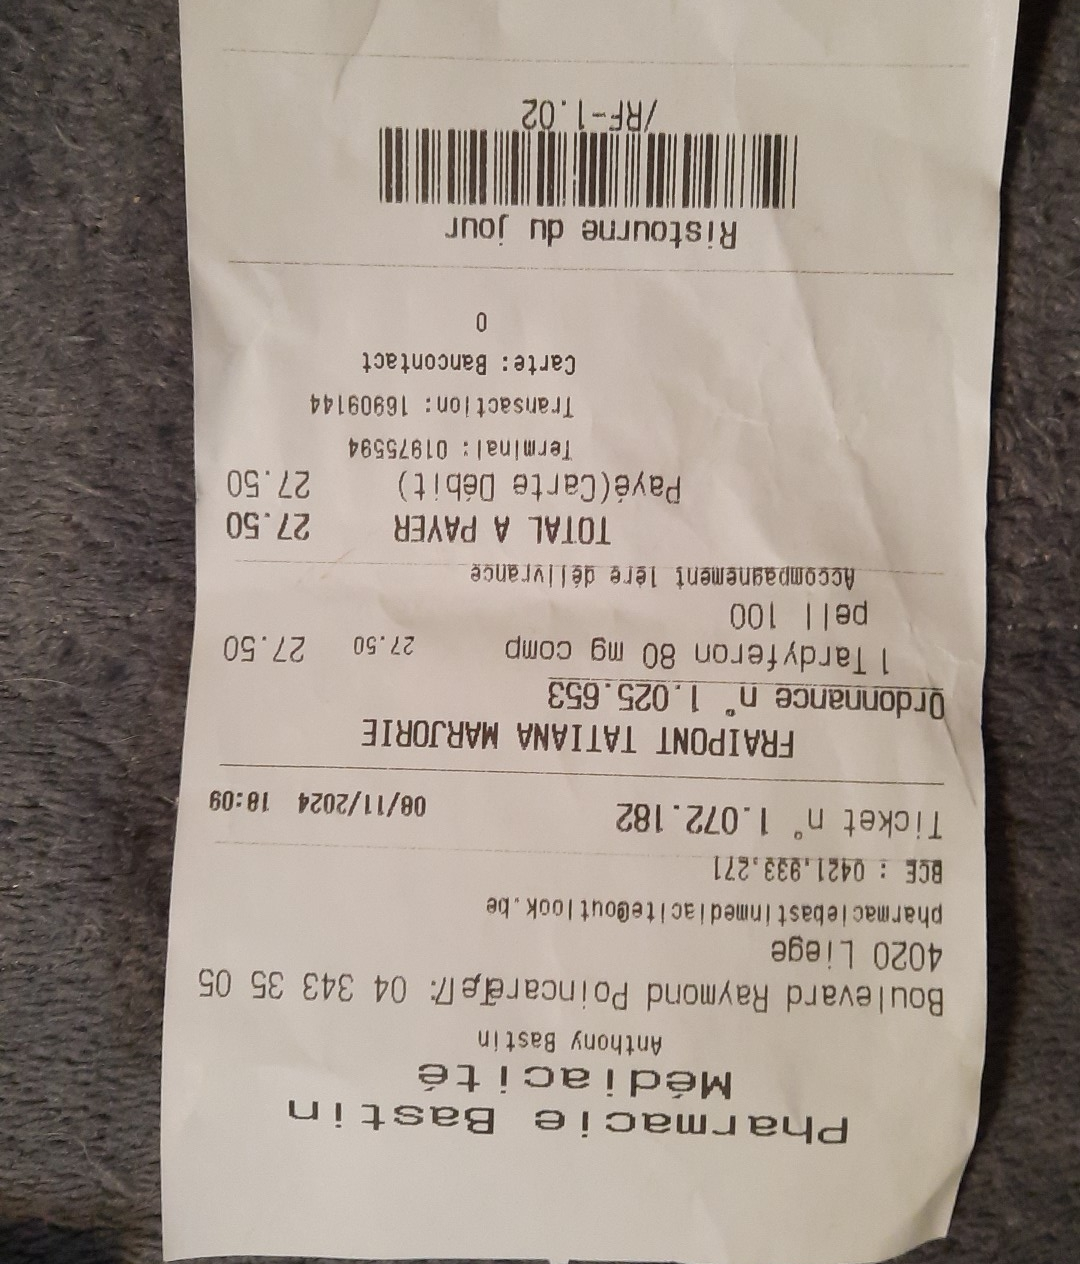 Pharmacie Bastin
Médiacité
Anthony Bastin
Boulevard Raymond Poincaré 7 Tel: 04 343 35 05
4020 Liege
pharmaciebastinmediacite@outlook.be
BCE : 0421.933.271
Ticket n° 1.072.182 08/11/2024 18:09
FRAIPONT TATIANA MARJORIE
Ordonnance n° 1.025.653
1 Tardyferon 80 mg comp 27.50 27.50
pell 100
Accompagnement 1ère délivrance
TOTAL A PAYER 27.50
Payé(Carte Débit) 27.50
Terminal: 01975594
Transaction: 16909144
Carte: Bancontact
0
Ristourne du jour
/RF-1.02